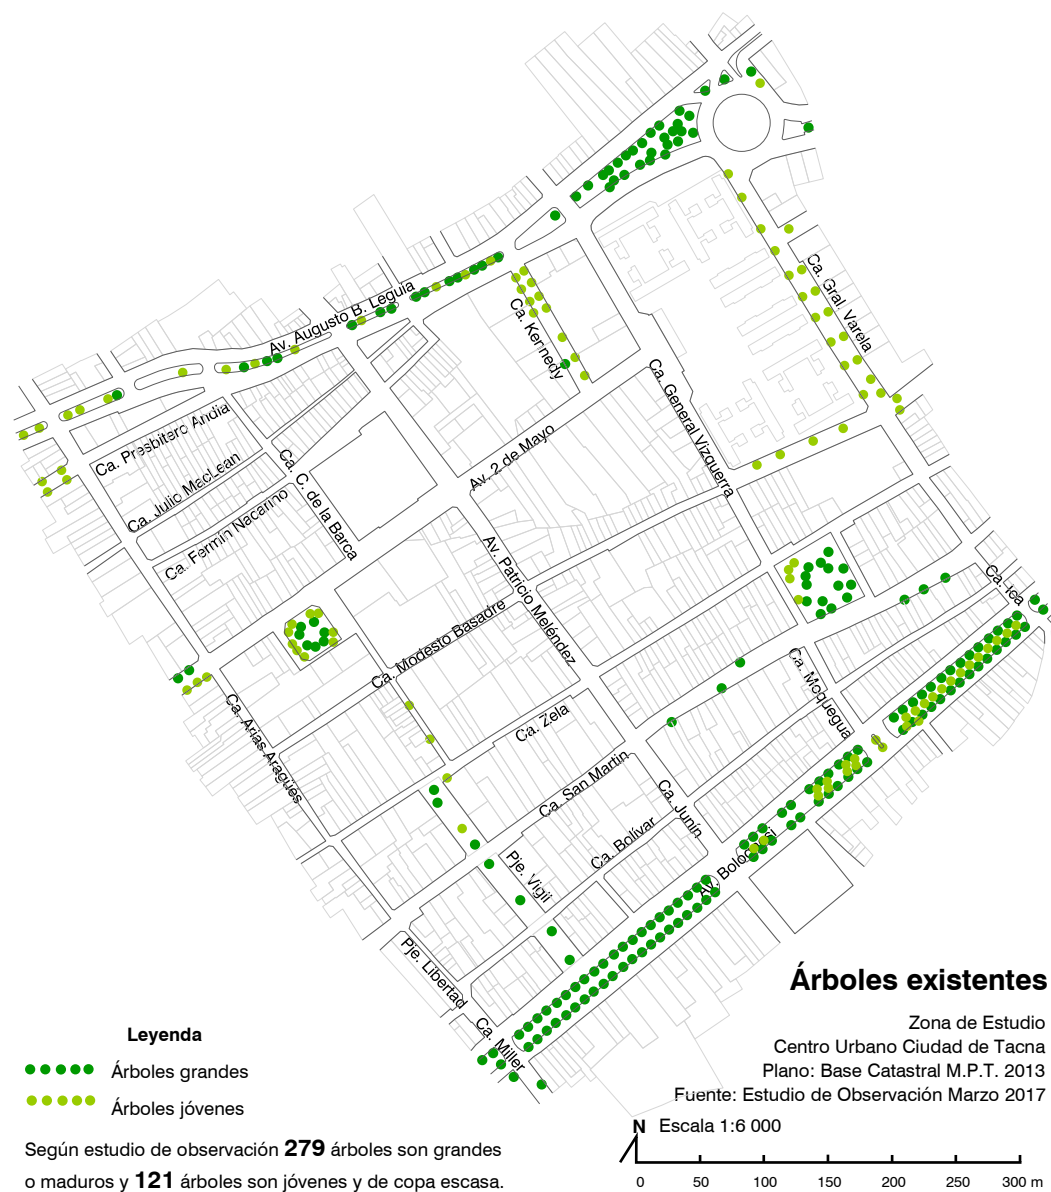 Av. Augusto B. Leguía
Ca. Kennedy
Ca. Gral Varela
Ca. General Vizquerra
Ca. Presbítero Andía
Ca. Julio MacLean
Ca. Fermín Nacarino
Ca. C. de la Barca
Av. 2 de Mayo
Av. Patricio Meléndez
Ca. Modesto Basadre
Ca. Ica
Ca. Moquegua
Ca. Zela
Ca. Arias Aragües
Ca. San Martín
Ca. Junín
Ca. Bolívar
Pje. Vigil
Av. Bolognesi
Pje. Libertad
Ca. Miller
Árboles existentes
Zona de Estudio
Centro Urbano Ciudad de Tacna
Plano: Base Catastral M.P.T. 2013
Fuente: Estudio de Observación Marzo 2017
Leyenda
Árboles grandes
Árboles jóvenes
Según estudio de observación 279 árboles son grandes
o maduros y 121 árboles son jóvenes y de copa escasa.
N Escala 1:6 000
0 50 100 150 200 250 300 m